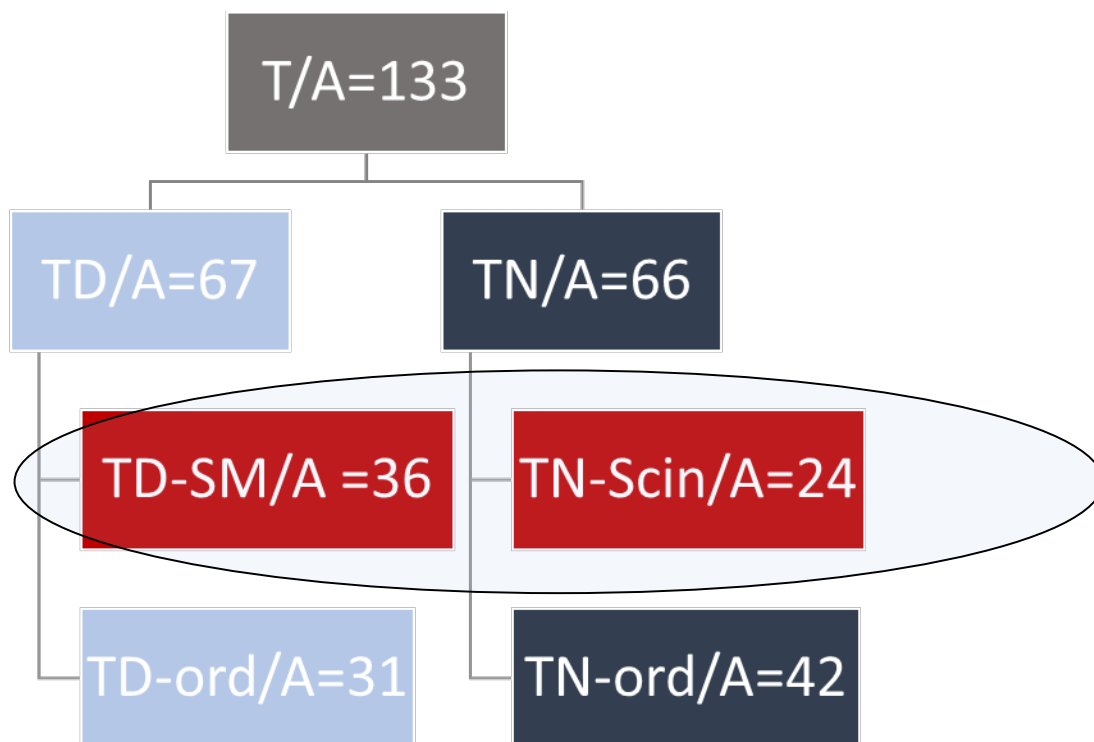 T/A=133
TD/A=67
TN/A=66
TD-SM/A =36
TN-Scin/A=24
TD-ord/A=31
TN-ord/A=42